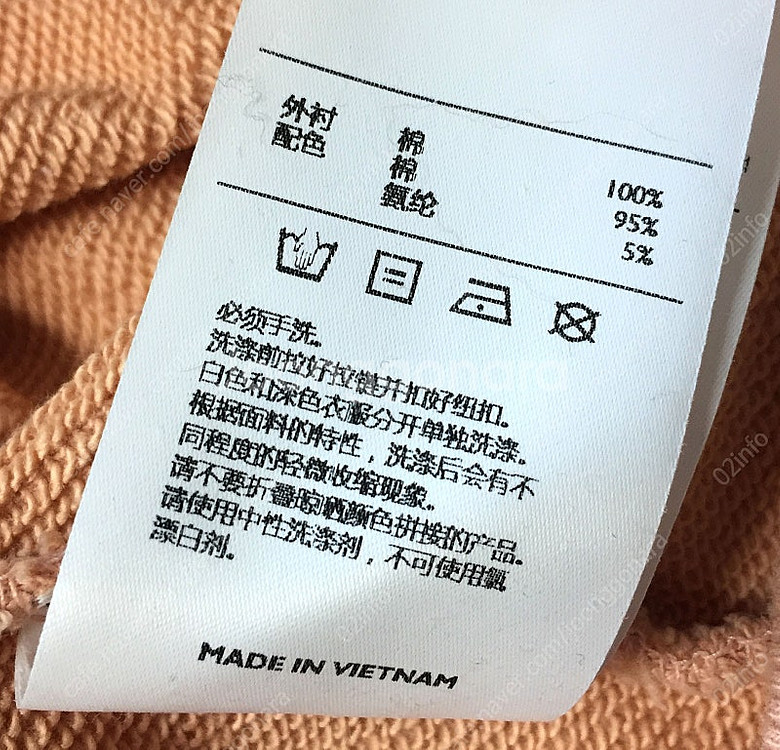 外衬 棉 100%
配色 棉 95%
氨纶 5%
必须手洗。
洗涤前拉好拉链并扣好纽扣。
白色和深色衣服分开单独洗涤。
根据面料的特性，洗涤后会有不
同程度的轻微收缩现象。
请不要折叠晾晒颜色拼接的产品。
请使用中性洗涤剂，不可使用氯
漂白剂。
MADE IN VIETNAM
02info
02info
02info